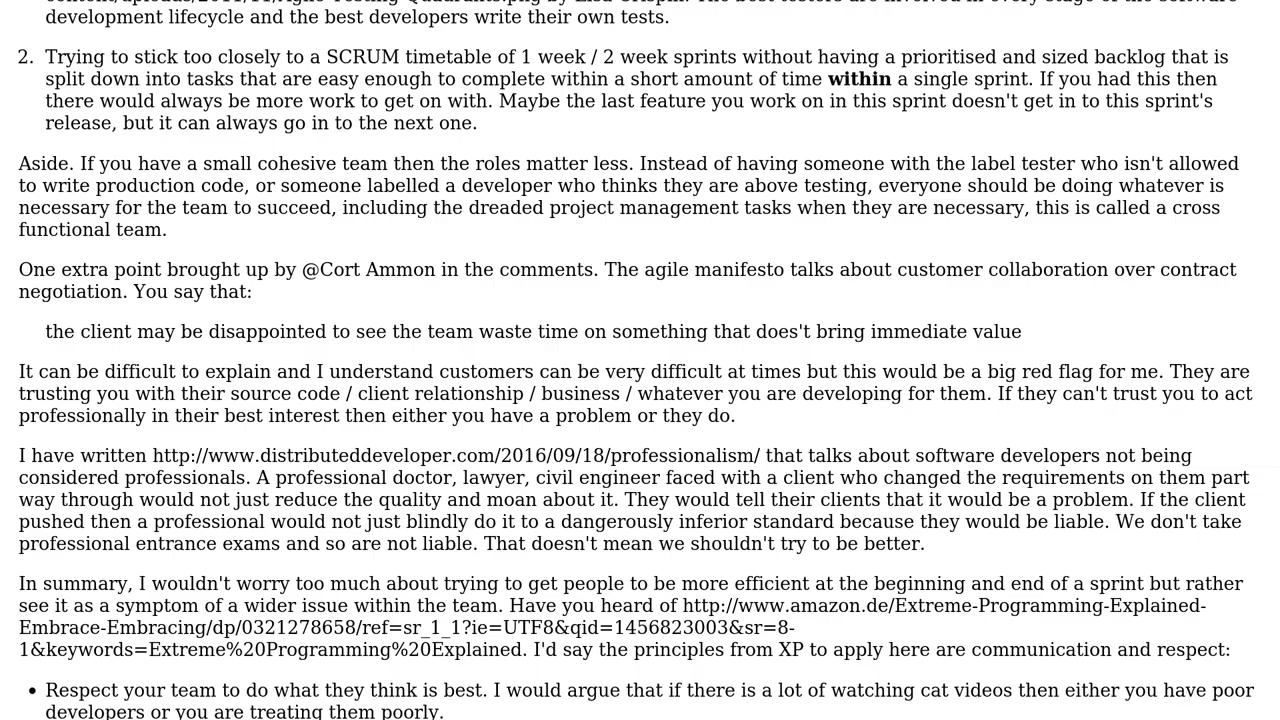 development lifecycle and the best developers write their own tests.
2. Trying to stick too closely to a SCRUM timetable of 1 week / 2 week sprints without having a prioritised and sized backlog that is
split down into tasks that are easy enough to complete within a short amount of time within a single sprint. If you had this then
there would always be more work to get on with. Maybe the last feature you work on in this sprint doesn't get in to this sprint's
release, but it can always go in to the next one.
Aside. If you have a small cohesive team then the roles matter less. Instead of having someone with the label tester who isn't allowed
to write production code, or someone labelled a developer who thinks they are above testing, everyone should be doing whatever is
necessary for the team to succeed, including the dreaded project management tasks when they are necessary, this is called a cross
functional team.
One extra point brought up by @Cort Ammon in the comments. The agile manifesto talks about customer collaboration over contract
negotiation. You say that:
the client may be disappointed to see the team waste time on something that does't bring immediate value
It can be difficult to explain and I understand customers can be very difficult at times but this would be a big red flag for me. They are
trusting you with their source code / client relationship / business / whatever you are developing for them. If they can't trust you to act
professionally in their best interest then either you have a problem or they do.
I have written http://www.distributeddeveloper.com/2016/09/18/professionalism/ that talks about software developers not being
considered professionals. A professional doctor, lawyer, civil engineer faced with a client who changed the requirements on them part
way through would not just reduce the quality and moan about it. They would tell their clients that it would be a problem. If the client
pushed then a professional would not just blindly do it to a dangerously inferior standard because they would be liable. We don't take
professional entrance exams and so are not liable. That doesn't mean we shouldn't try to be better.
In summary, I wouldn't worry too much about trying to get people to be more efficient at the beginning and end of a sprint but rather
see it as a symptom of a wider issue within the team. Have you heard of http://www.amazon.de/Extreme-Programming-Explained-
Embrace-Embracing/dp/0321278658/ref=sr_1_1?ie=UTF8&qid=1456823003&sr=8-
1&keywords=Extreme%20Programming%20Explained. I'd say the principles from XP to apply here are communication and respect:
• Respect your team to do what they think is best. I would argue that if there is a lot of watching cat videos then either you have poor
developers or you are treating them poorly.